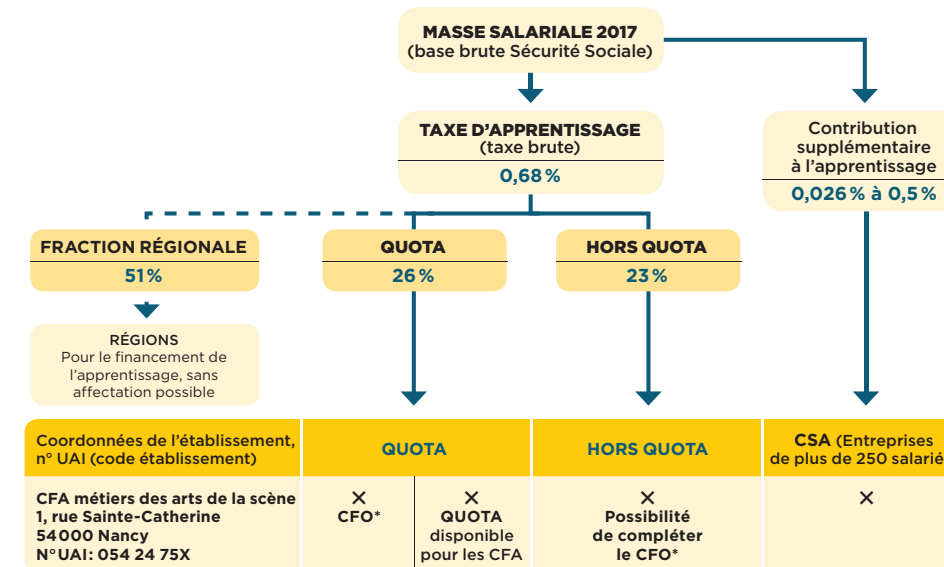 MASSE SALARIALE 2017
(base brute Sécurité Sociale)
TAXE D'APPRENTISSAGE
(taxe brute)
0,68 %
Contribution
supplémentaire
à l'apprentissage
0,026 % à 0,5 %
FRACTION RÉGIONALE
51 %
QUOTA
26 %
HORS QUOTA
23 %
RÉGIONS
Pour le financement de
l'apprentissage, sans
affectation possible
Coordonnées de l'établissement,
n° UAI (code établissement)
QUOTA
HORS QUOTA
CSA (Entreprises
de plus de 250 salarié
CFA métiers des arts de la scène
1, rue Sainte-Catherine
54000 Nancy
N° UAI : 054 24 75X
✕
CFO*
✕
QUOTA
disponible
pour les CFA
✕
Possibilité
de compléter
le CFO*
✕